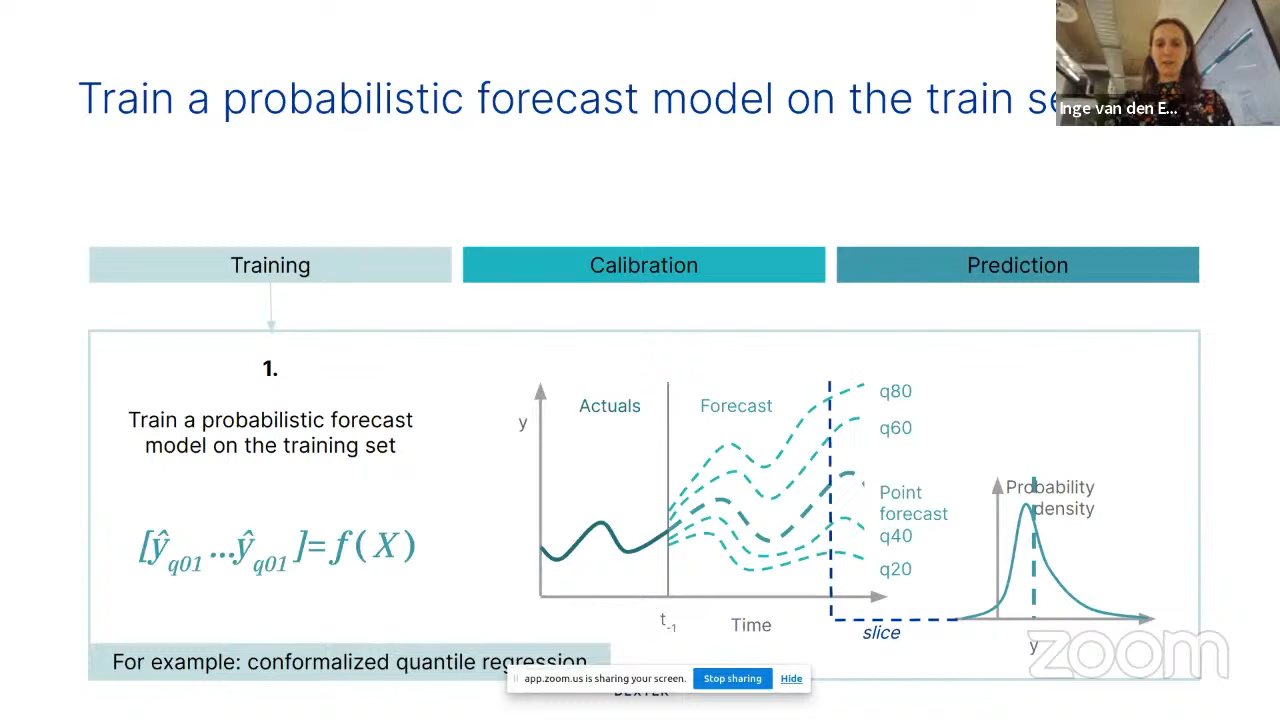 Train a probabilistic forecast model on the train
Inge van den E...
Training
Calibration
Prediction
1.
Train a probabilistic forecast
model on the training set
[ŷq01 ...ŷq01 ]=f(X)
Actuals
Forecast
y
q80
q60
Point
forecast
q40
q20
t-1
Time
slice
Probability
density
y
zoom
For example: conformalized quantile regression
app.zoom.us is sharing your screen.
Stop sharing
Hide